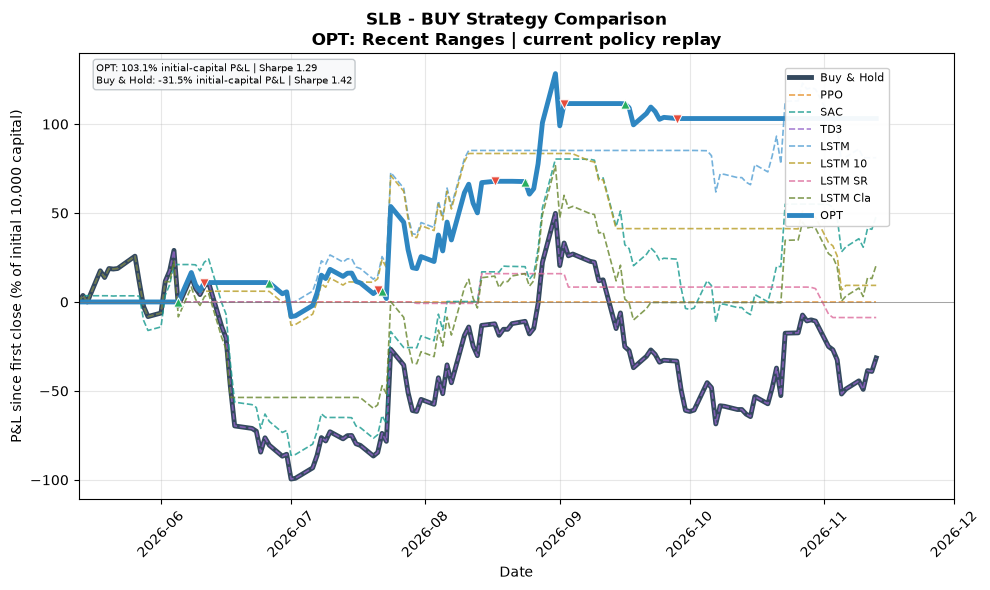 SLB - BUY Strategy Comparison
OPT: Recent Ranges | current policy replay
OPT: 103.1% initial-capital P&L | Sharpe 1.29
Buy & Hold: -31.5% initial-capital P&L | Sharpe 1.42
Buy & Hold
PPO
SAC
TD3
LSTM
LSTM 10
LSTM SR
LSTM Cla
OPT
P&L since first close (% of initial 10,000 capital)
100
50
0
−50
−100
2026-06
2026-07
2026-08
2026-09
2026-10
2026-11
2026-12
Date